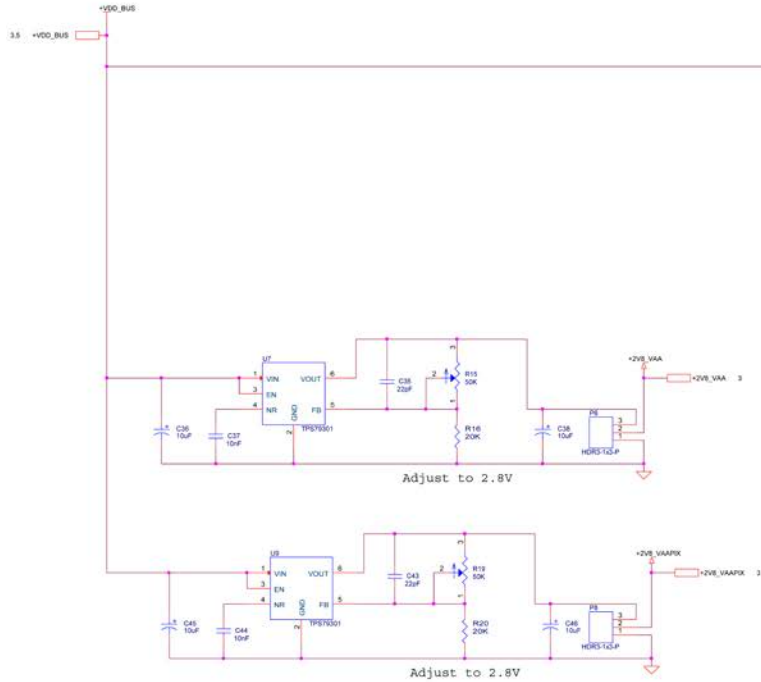 +VDD_BUS
3.5 +VDD_BUS
U7
1 VIN VOUT 6
3 EN
4 NR FB 5
GND
2
TPS79301
C36
10uF
C37
10nF
C35
22pF
3
2
1
R15
50K
R16
20K
C38
10uF
P6
3
2
1
HDR3-1x3-P
+2V8_VAA
+2V8_VAA 3
Adjust to 2.8V
U9
1 VIN VOUT 6
3 EN
4 NR FB 5
GND
2
TPS79301
C45
10uF
C44
10nF
C43
22pF
3
2
1
R19
50K
R20
20K
C46
10uF
P8
3
2
1
HDR3-1x3-P
+2V8_VAAPIX
+2V8_VAAPIX 3
Adjust to 2.8V